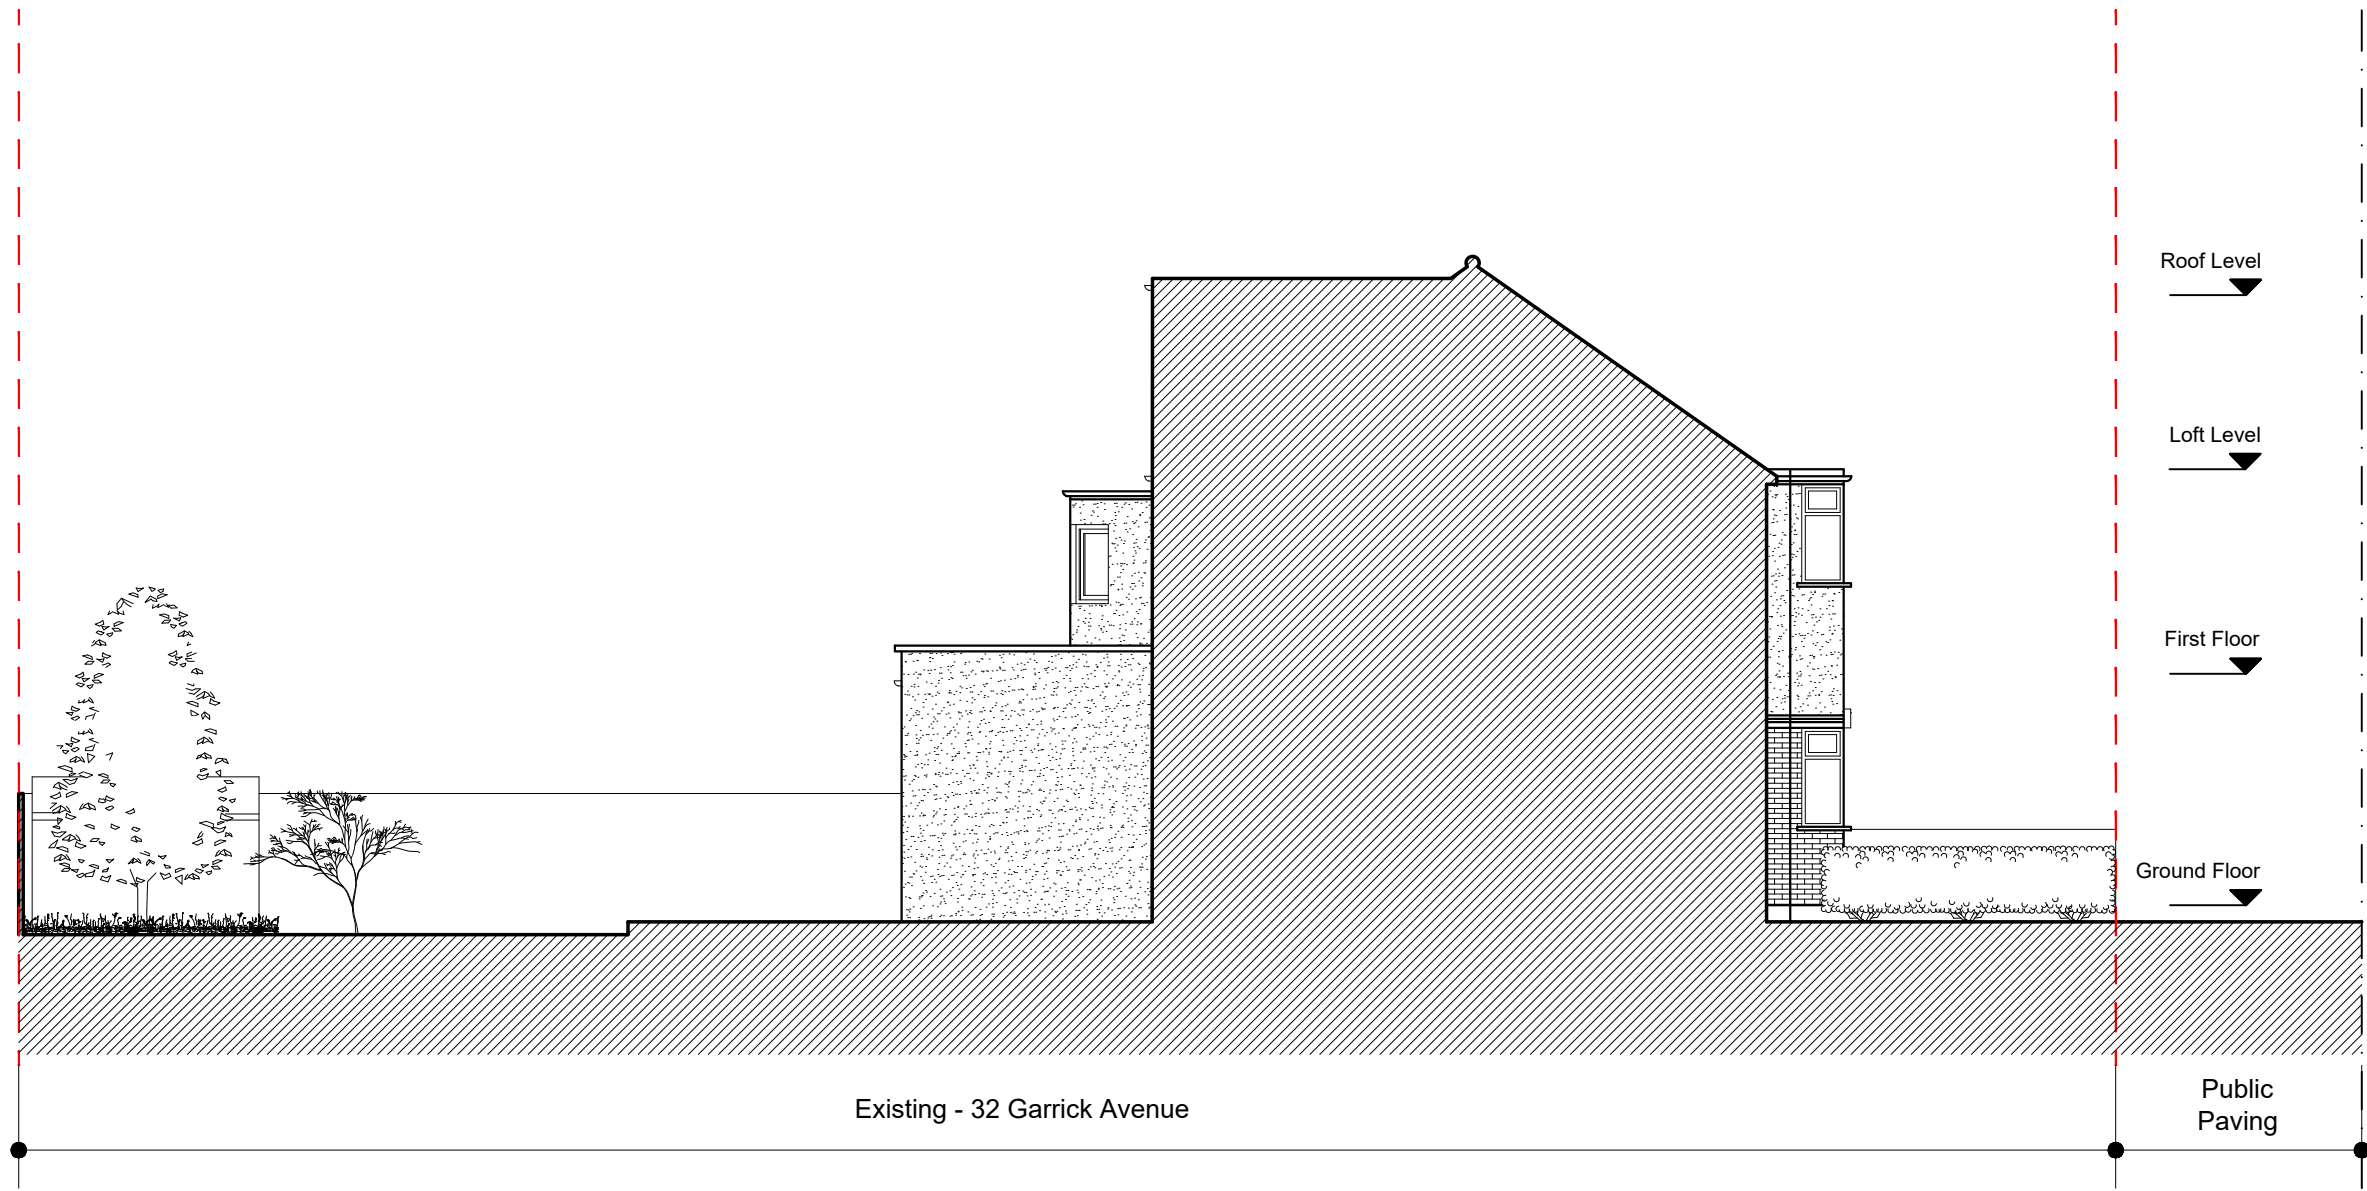 Roof Level
Loft Level
First Floor
Ground Floor
Existing - 32 Garrick Avenue
Public
Paving